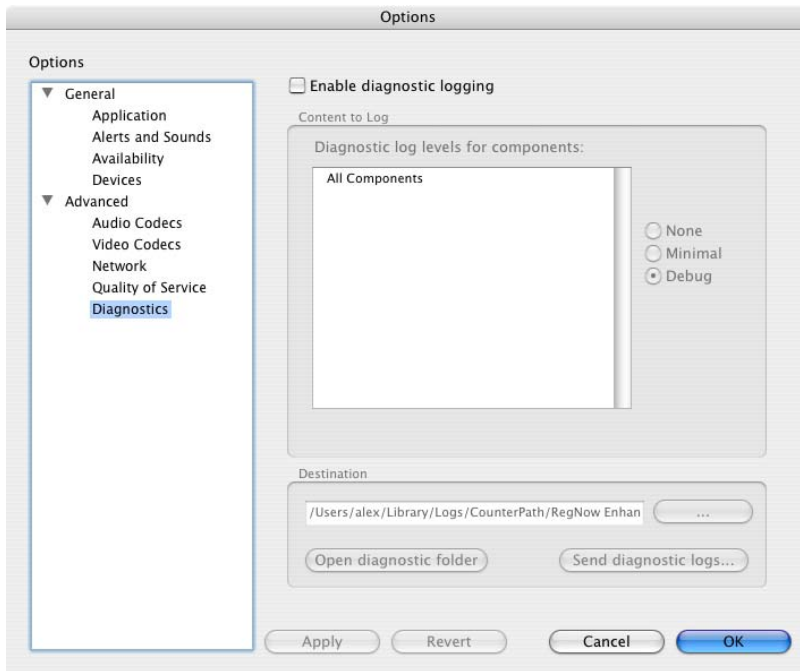 Options
Options
General
Application
Alerts and Sounds
Availability
Devices
Advanced
Audio Codecs
Video Codecs
Network
Quality of Service
Diagnostics
Enable diagnostic logging
Content to Log
Diagnostic log levels for components:
All Components
None
Minimal
Debug
Destination
/Users/alex/Library/Logs/CounterPath/RegNow Enhan
...
Open diagnostic folder
Send diagnostic logs...
Apply
Revert
Cancel
OK